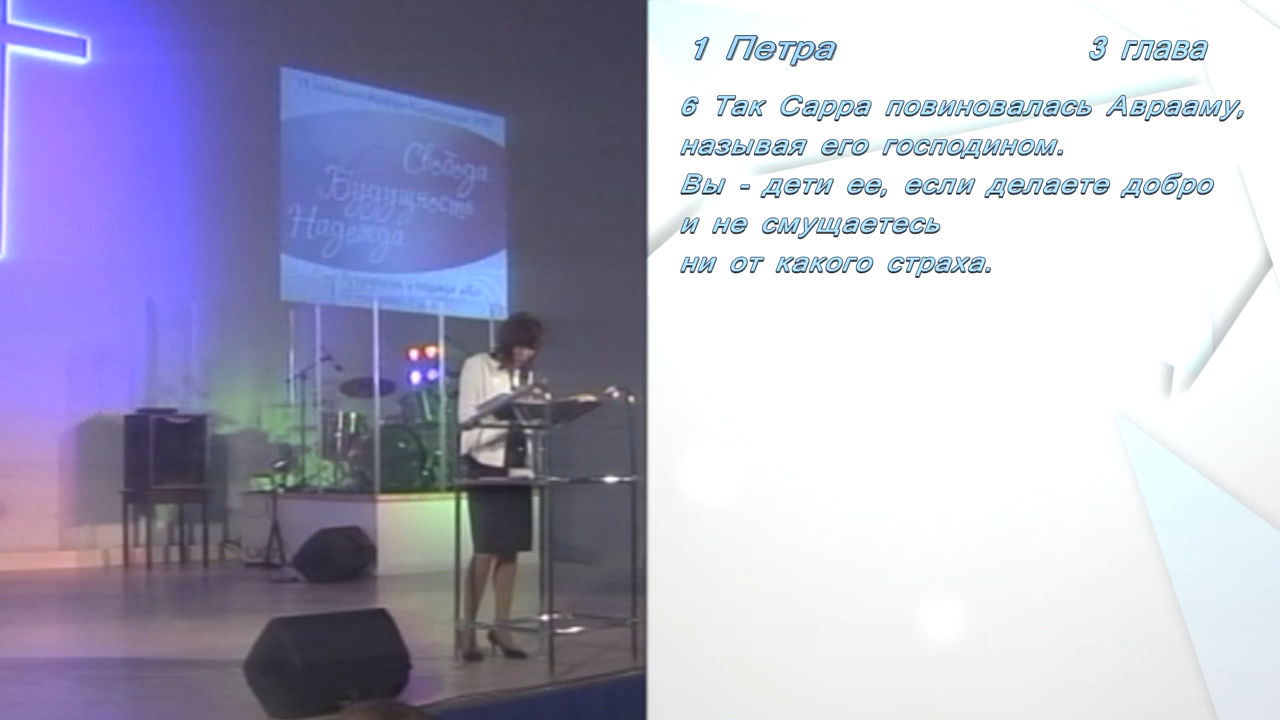 1 Петра 3 глава
6 Так Сарра повиновалась Аврааму,
называя его господином.
Вы - дети ее, если делаете добро
и не смущаетесь
ни от какого страха.
Свобода
Будущность
Надежда